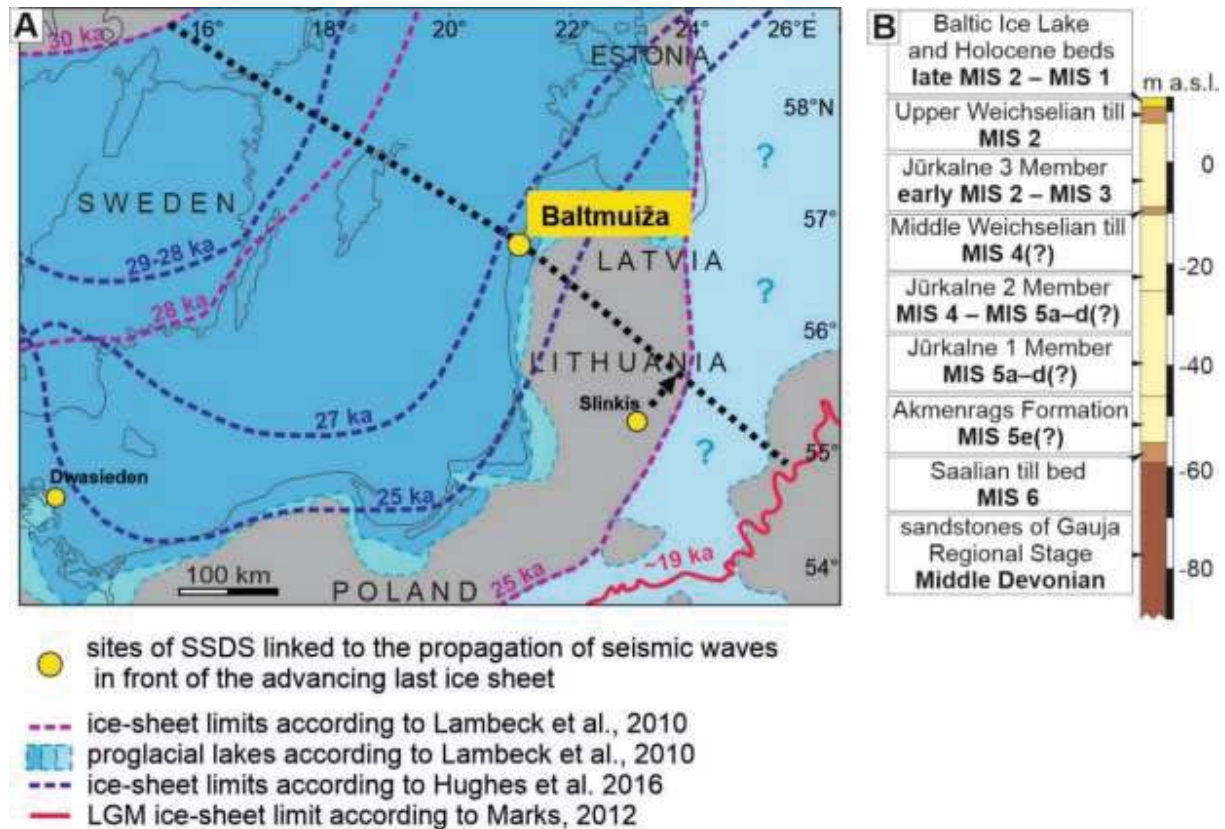 A
16°
18°
20°
22°
24°
26°E
30 ka
ESTONIA
58°N
?
SWEDEN
Baltmuiža
57°
29-28 ka
LATVIA
28 ka
?
56°
LITHUANIA
27 ka
Slinkis
?
55°
Dwasieden
25 ka
~19 ka
54°
100 km
25 ka
POLAND
sites of SSDS linked to the propagation of seismic waves
in front of the advancing last ice sheet
ice-sheet limits according to Lambeck et al., 2010
proglacial lakes according to Lambeck et al., 2010
ice-sheet limits according to Hughes et al. 2016
LGM ice-sheet limit according to Marks, 2012
B
Baltic Ice Lake
and Holocene beds
late MIS 2 – MIS 1
m a.s.l.
Upper Weichselian till
MIS 2
0
Jūrkalne 3 Member
early MIS 2 – MIS 3
Middle Weichselian till
MIS 4(?)
-20
Jūrkalne 2 Member
MIS 4 – MIS 5a–d(?)
Jūrkalne 1 Member
MIS 5a–d(?)
-40
Akmenrags Formation
MIS 5e(?)
Saalian till bed
MIS 6
-60
sandstones of Gauja
Regional Stage
Middle Devonian
-80